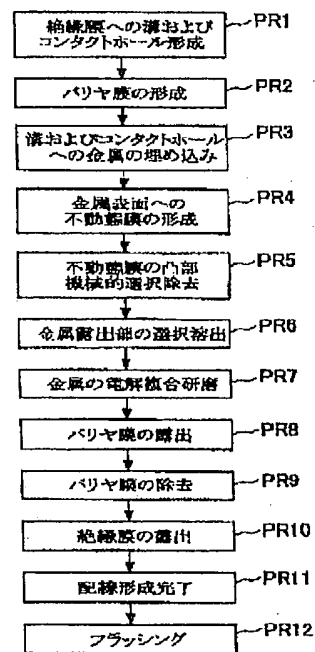 絶縁膜への溝および
コンタクトホール形成
PR1
バリヤ膜の形成
PR2
溝およびコンタクトホール
への金属の埋め込み
PR3
金属表面への
不動態膜の形成
PR4
不動態膜の凸部
機械的選択除去
PR5
金属露出部の選択溶出
PR6
金属の電解複合研磨
PR7
バリヤ膜の露出
PR8
バリヤ膜の除去
PR9
絶縁膜の露出
PR10
配線形成完了
PR11
フラッシング
PR12